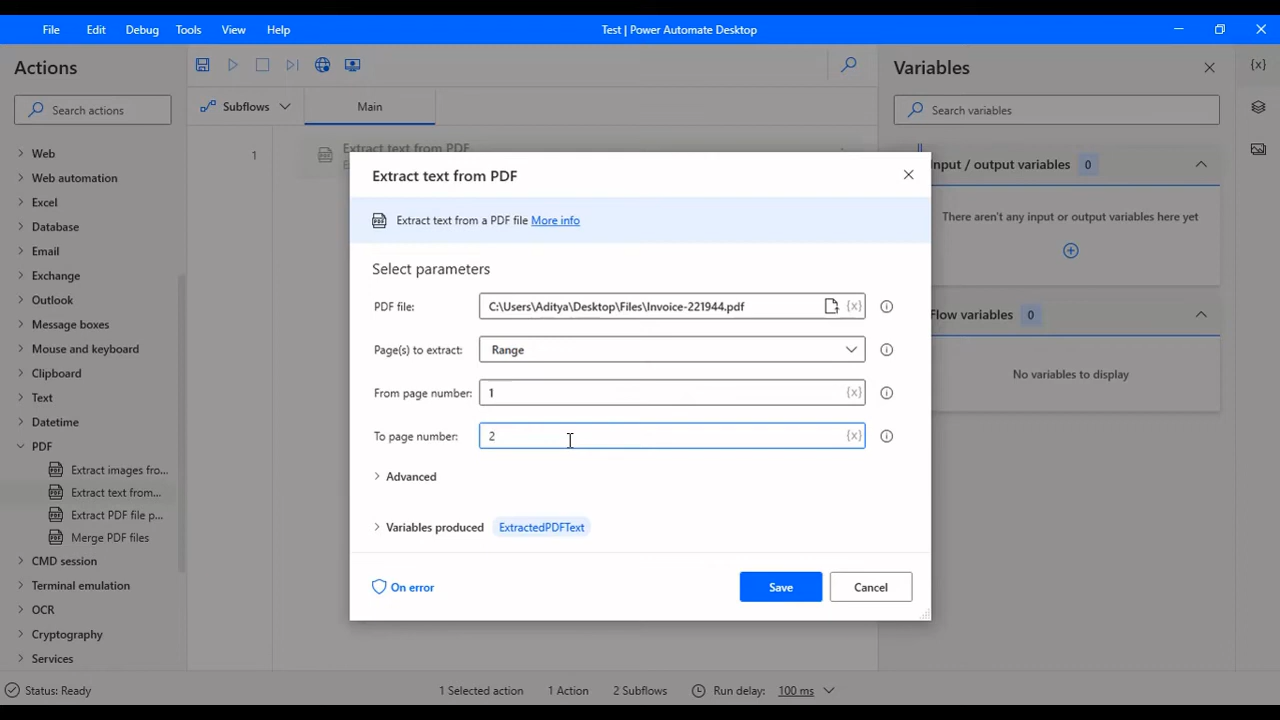 File Edit Debug Tools View Help Test | Power Automate Desktop
Actions
Search actions
Web
Web automation
Excel
Database
Email
Exchange
Outlook
Message boxes
Mouse and keyboard
Clipboard
Text
Datetime
PDF
Extract images fro...
Extract text from...
Extract PDF file p...
Merge PDF files
CMD session
Terminal emulation
OCR
Cryptography
Services
Subflows Main
1 Extract text from PDF
Extract text from PDF
PDF Extract text from a PDF file More info
Select parameters
PDF file: C:\Users\Aditya\Desktop\Files\Invoice-221944.pdf {x}
Page(s) to extract: Range
From page number: 1 {x}
To page number: 2 {x}
Advanced
Variables produced ExtractedPDFText
On error Save Cancel
Variables {x}
Search variables
Input / output variables 0
There aren't any input or output variables here yet
Flow variables 0
No variables to display
Status: Ready 1 Selected action 1 Action 2 Subflows Run delay: 100 ms